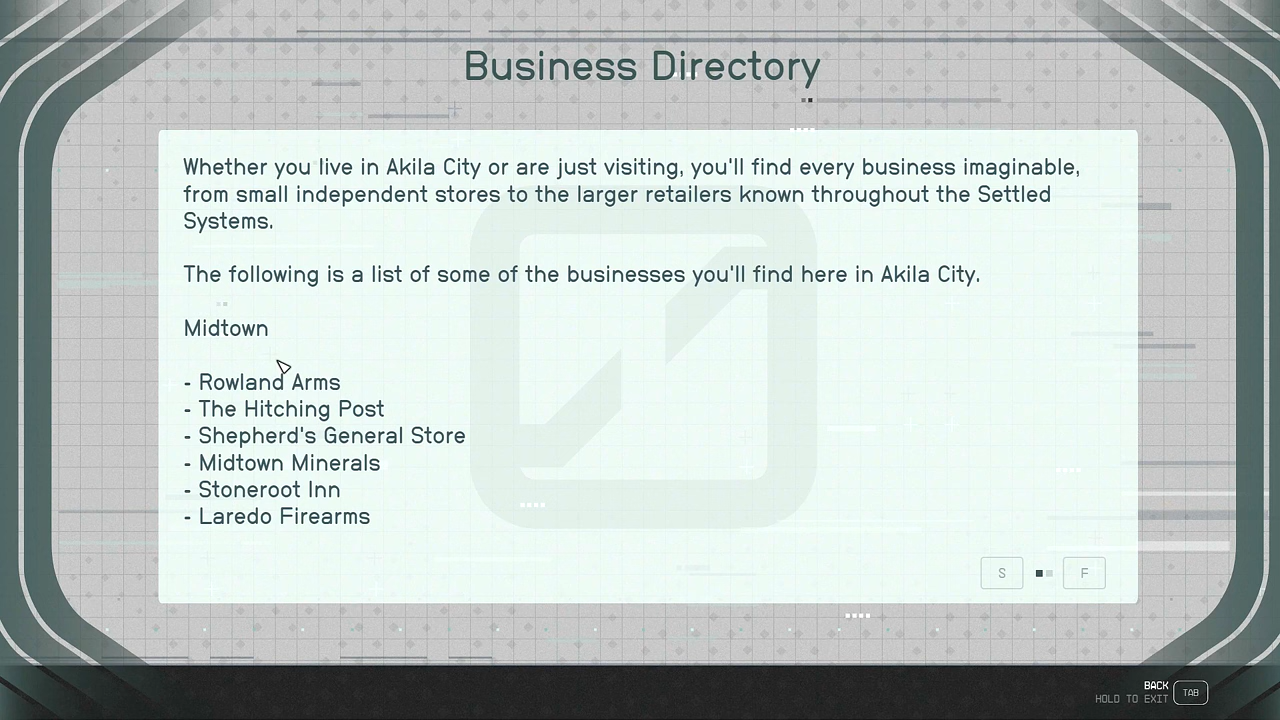 Business Directory
Whether you live in Akila City or are just visiting, you'll find every business imaginable,
from small independent stores to the larger retailers known throughout the Settled
Systems.
The following is a list of some of the businesses you'll find here in Akila City.
Midtown
- Rowland Arms
- The Hitching Post
- Shepherd's General Store
- Midtown Minerals
- Stoneroot Inn
- Laredo Firearms
S
F
BACK
HOLD TO EXIT
TAB